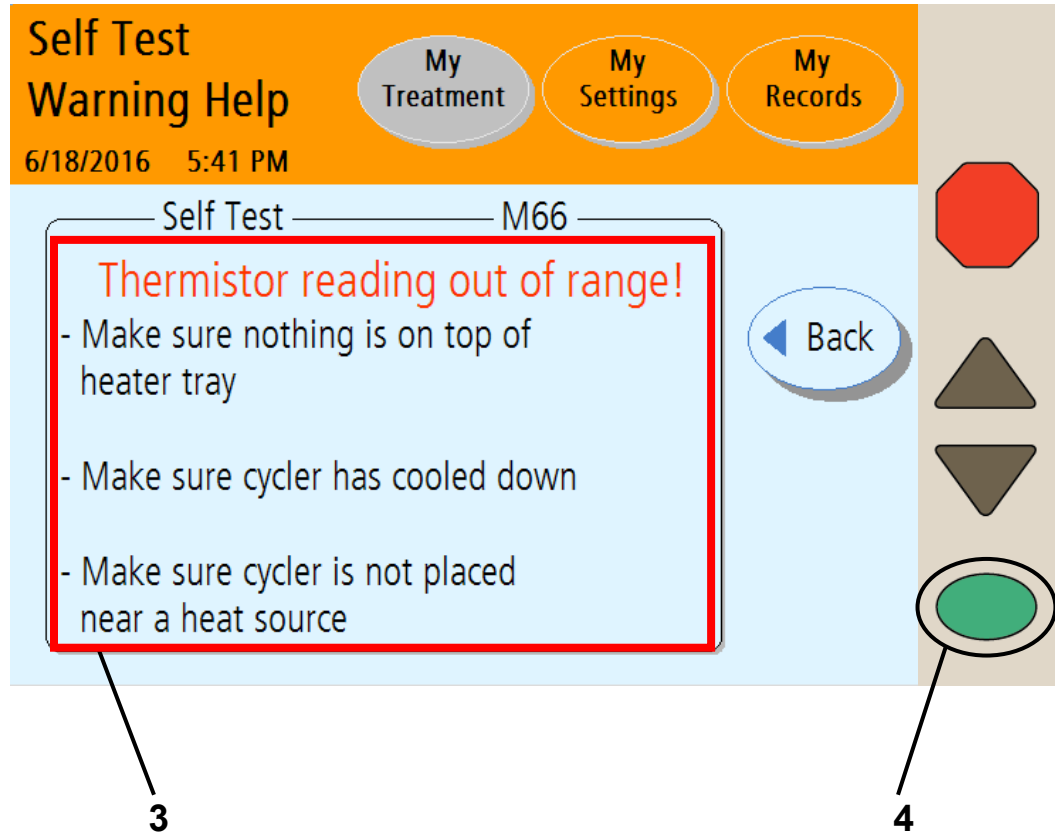 Self Test
Warning Help
6/18/2016 5:41 PM
My
Treatment
My
Settings
My
Records
Self Test M66
Thermistor reading out of range!
- Make sure nothing is on top of
heater tray
- Make sure cycler has cooled down
- Make sure cycler is not placed
near a heat source
Back
3
4